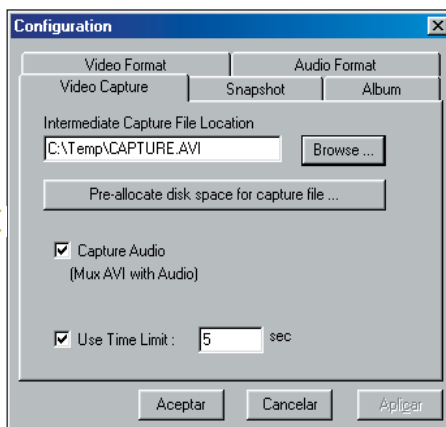 Configuration
Video Format Audio Format
Video Capture Snapshot Album
Intermediate Capture File Location
C:\Temp\CAPTURE.AVI Browse ...
Pre-allocate disk space for capture file ...
Capture Audio
(Mux AVI with Audio)
Use Time Limit : 5 sec
Aceptar Cancelar Aplicar